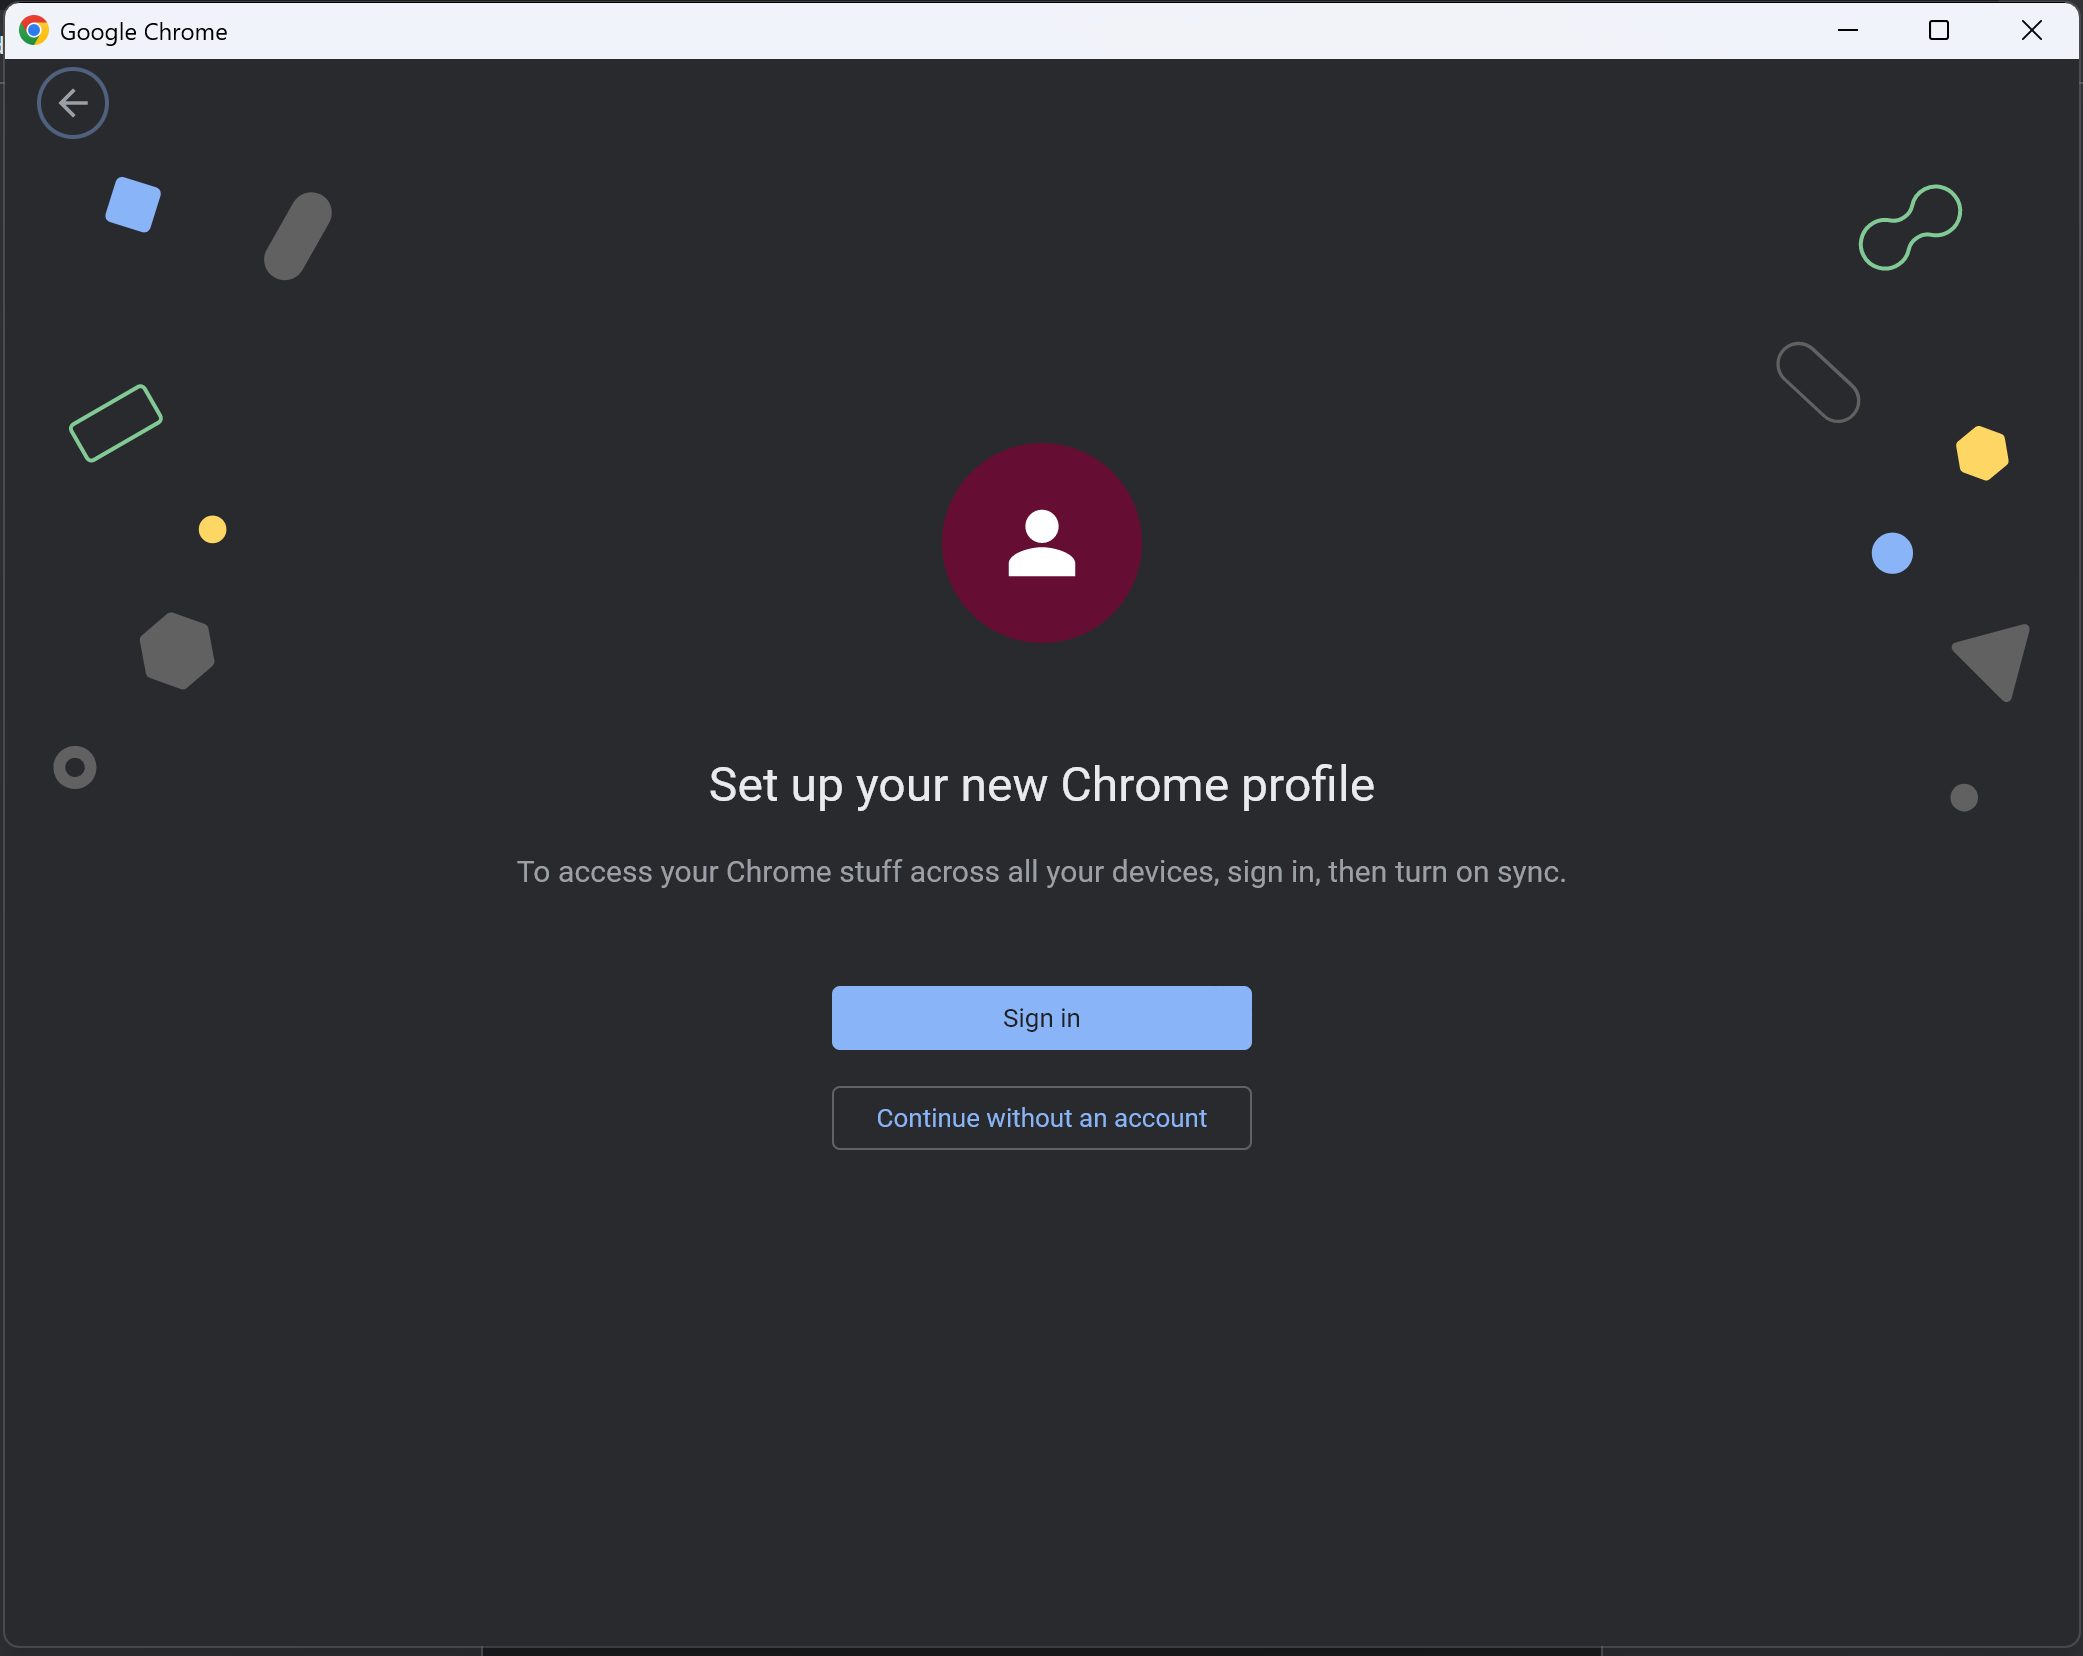 Google Chrome
Set up your new Chrome profile
To access your Chrome stuff across all your devices, sign in, then turn on sync.
Sign in
Continue without an account